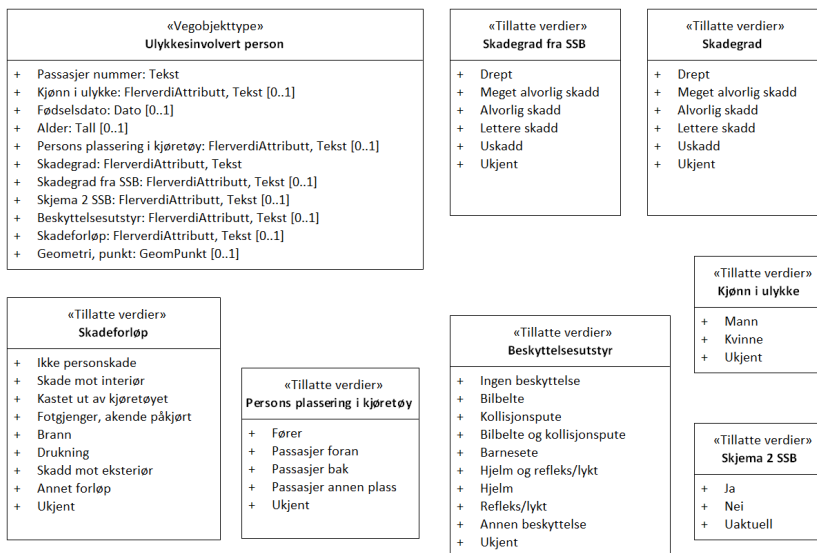 «Vegobjekttype»
Ulykkesinvolvert person
+ Passasjer nummer: Tekst
+ Kjønn i ulykke: FlerverdiAttributt, Tekst [0..1]
+ Fødselsdato: Dato [0..1]
+ Alder: Tall [0..1]
+ Persons plassering i kjøretøy: FlerverdiAttributt, Tekst [0..1]
+ Skadegrad: FlerverdiAttributt, Tekst
+ Skadegrad fra SSB: FlerverdiAttributt, Tekst [0..1]
+ Skjema 2 SSB: FlerverdiAttributt, Tekst [0..1]
+ Beskyttelsesutstyr: FlerverdiAttributt, Tekst [0..1]
+ Skadeforløp: FlerverdiAttributt, Tekst [0..1]
+ Geometri, punkt: GeomPunkt [0..1]
«Tillatte verdier»
Skadegrad fra SSB
+ Drept
+ Meget alvorlig skadd
+ Alvorlig skadd
+ Lettere skadd
+ Uskadd
+ Ukjent
«Tillatte verdier»
Skadegrad
+ Drept
+ Meget alvorlig skadd
+ Alvorlig skadd
+ Lettere skadd
+ Uskadd
+ Ukjent
«Tillatte verdier»
Skadeforløp
+ Ikke personskade
+ Skade mot interiør
+ Kastet ut av kjøretøyet
+ Fotgjenger, akende påkjørt
+ Brann
+ Drukning
+ Skadd mot eksteriør
+ Annet forløp
+ Ukjent
«Tillatte verdier»
Persons plassering i kjøretøy
+ Fører
+ Passasjer foran
+ Passasjer bak
+ Passasjer annen plass
+ Ukjent
«Tillatte verdier»
Beskyttelsesutstyr
+ Ingen beskyttelse
+ Bilbelte
+ Kollisjonspute
+ Bilbelte og kollisjonspute
+ Barnesete
+ Hjelm og refleks/lykt
+ Hjelm
+ Refleks/lykt
+ Annen beskyttelse
+ Ukjent
«Tillatte verdier»
Kjønn i ulykke
+ Mann
+ Kvinne
+ Ukjent
«Tillatte verdier»
Skjema 2 SSB
+ Ja
+ Nei
+ Uaktuell